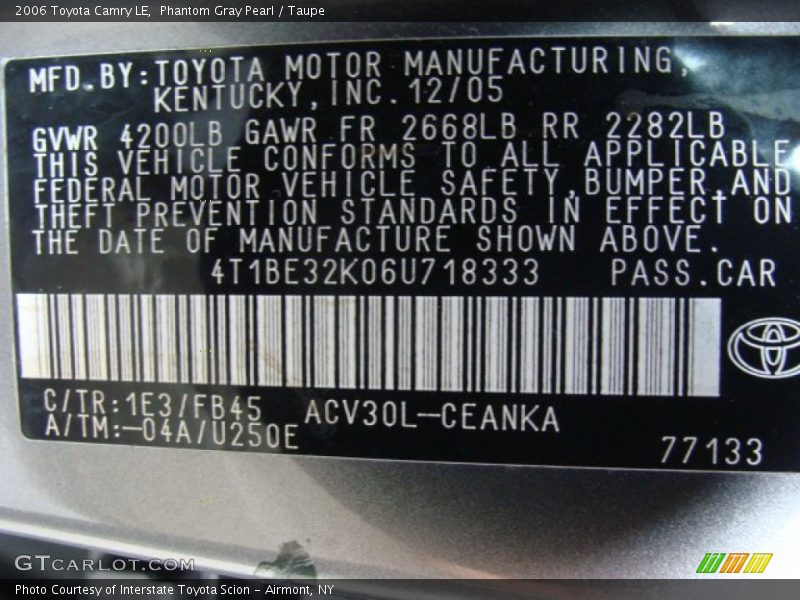 2006 Toyota Camry LE,  Phantom Gray Pearl / Taupe
MFD.BY:TOYOTA MOTOR MANUFACTURING,
KENTUCKY,INC.12/05
GVWR 4200LB GAWR FR 2668LB RR 2282LB
THIS VEHICLE CONFORMS TO ALL APPLICABLE
FEDERAL MOTOR VEHICLE SAFETY,BUMPER,AND
THEFT PREVENTION STANDARDS IN EFFECT ON
THE DATE OF MANUFACTURE SHOWN ABOVE.
4T1BE32K06U718333 PASS.CAR
C/TR:1E3/FB45 ACV30L-CEANKA
A/TM:-04A/U250E
77133
GTCARLOT.COM
Photo Courtesy of Interstate Toyota Scion - Airmont, NY